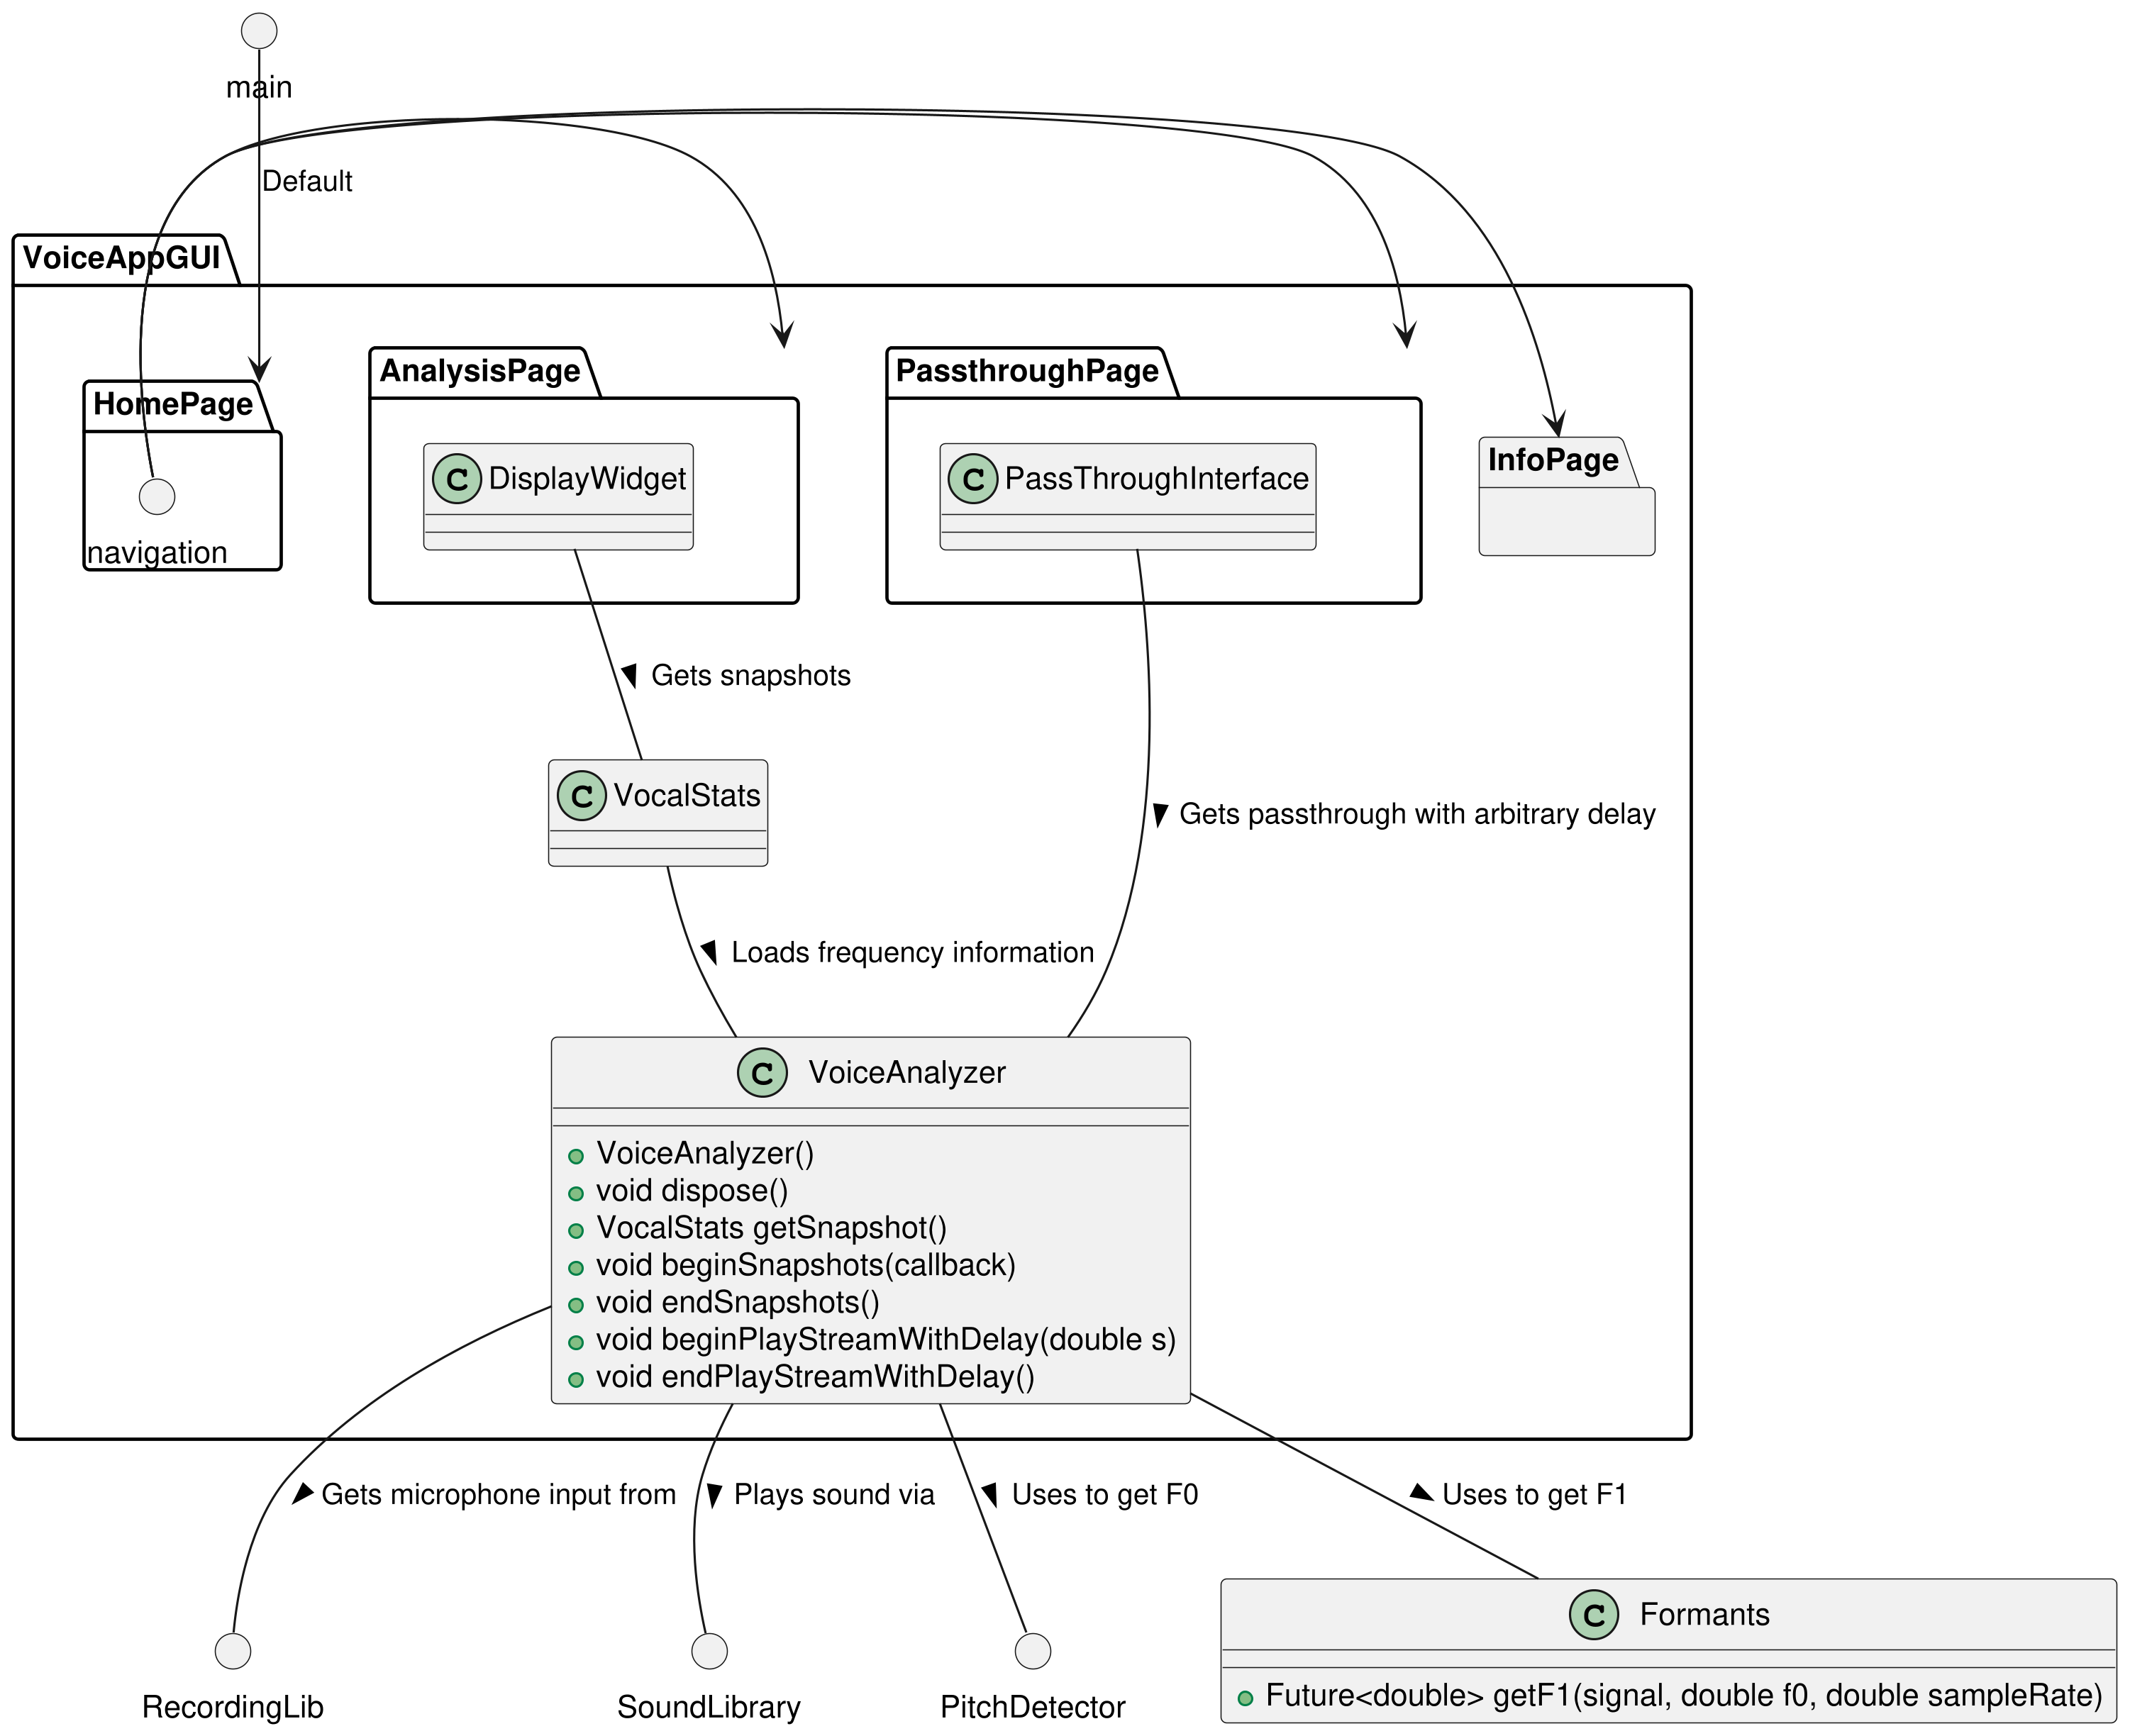 main
Default
VoiceAppGUI
AnalysisPage
PassthroughPage
HomePage
InfoPage
C DisplayWidget
C PassThroughInterface
navigation
Gets snapshots
C VocalStats
Gets passthrough with arbitrary delay
Loads frequency information
C VoiceAnalyzer
VoiceAnalyzer()
void dispose()
VocalStats getSnapshot()
void beginSnapshots(callback)
void endSnapshots()
void beginPlayStreamWithDelay(double s)
void endPlayStreamWithDelay()
Gets microphone input from
Plays sound via
Uses to get F0
Uses to get F1
C Formants
Future<double> getF1(signal, double f0, double sampleRate)
RecordingLib
SoundLibrary
PitchDetector